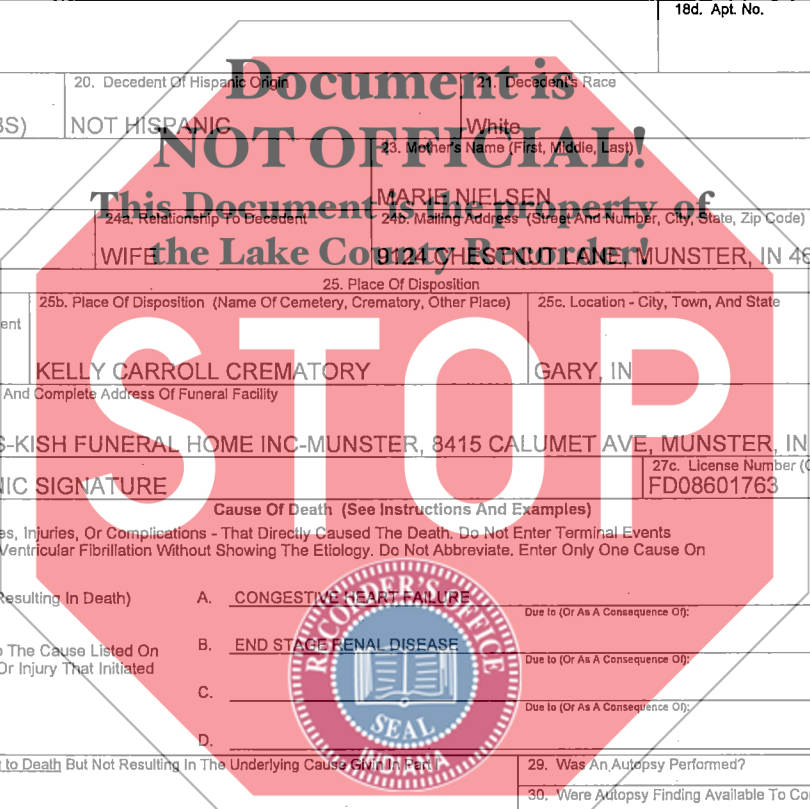 18d. Apt. No.
Document is
20. Decedent Of Hispanic Origin
21. Decedent's Race
BS)
NOT HISPANIC
White
NOT OFFICIAL!
23. Mother's Name (First, Middle, Last)
MARIE NIELSEN
This Document is the property of
24a. Relationship To Decedent
24b. Mailing Address (Street And Number, City, State, Zip Code)
WIFE
9124 CHESTNUT LANE, MUNSTER, IN 46
the Lake County Recorder!
25. Place Of Disposition
25b. Place Of Disposition (Name Of Cemetery, Crematory, Other Place)
25c. Location - City, Town, And State
ent
KELLY CARROLL CREMATORY
GARY, IN
STOP
And Complete Address Of Funeral Facility
S-KISH FUNERAL HOME INC-MUNSTER, 8415 CALUMET AVE, MUNSTER, IN
27c. License Number (O
NIC SIGNATURE
FD08601763
Cause Of Death (See Instructions And Examples)
es, Injuries, Or Complications - That Directly Caused The Death. Do Not Enter Terminal Events
Ventricular Fibrillation Without Showing The Etiology. Do Not Abbreviate. Enter Only One Cause On
Resulting In Death)
A. CONGESTIVE HEART FAILURE
Due to (Or As A Consequence Of):
B. END STAGE RENAL DISEASE
o The Cause Listed On
Due to (Or As A Consequence Of):
Or Injury That Initiated
C.
Due to (Or As A Consequence Of):
D.
RECORDER'S OFFICE
SEAL
INDIANA
g to Death But Not Resulting In The Underlying Cause Givin In Part I
29. Was An Autopsy Performed?
30. Were Autopsy Finding Available To Co